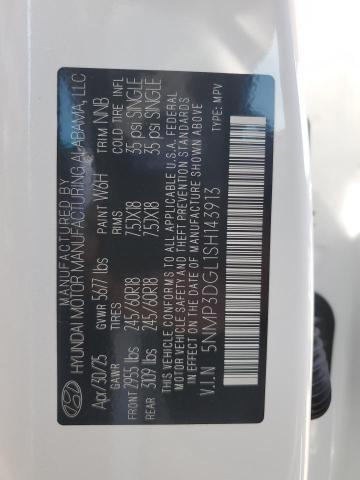 HYUNDAI MOTOR MANUFACTURING ALABAMA, LLC
Apr/30/25 GVWR 5677 lbs PAINT W6H TRIM NNB
GAWR TIRES RIMS COLD TIRE INFL
FRONT 2955 lbs 245/60R18 7.5JX18 35 psi SINGLE
REAR 3109 lbs 245/60R18 7.5JX18 35 psi SINGLE
THIS VEHICLE CONFORMS TO ALL APPLICABLE U.S.A. FEDERAL
MOTOR VEHICLE SAFETY, BUMPER, AND THEFT PREVENTION STANDARDS
IN EFFECT ON THE DATE OF MANUFACTURE SHOWN ABOVE
V.I.N 5NMP3DGL1SH143913 TYPE: MPV